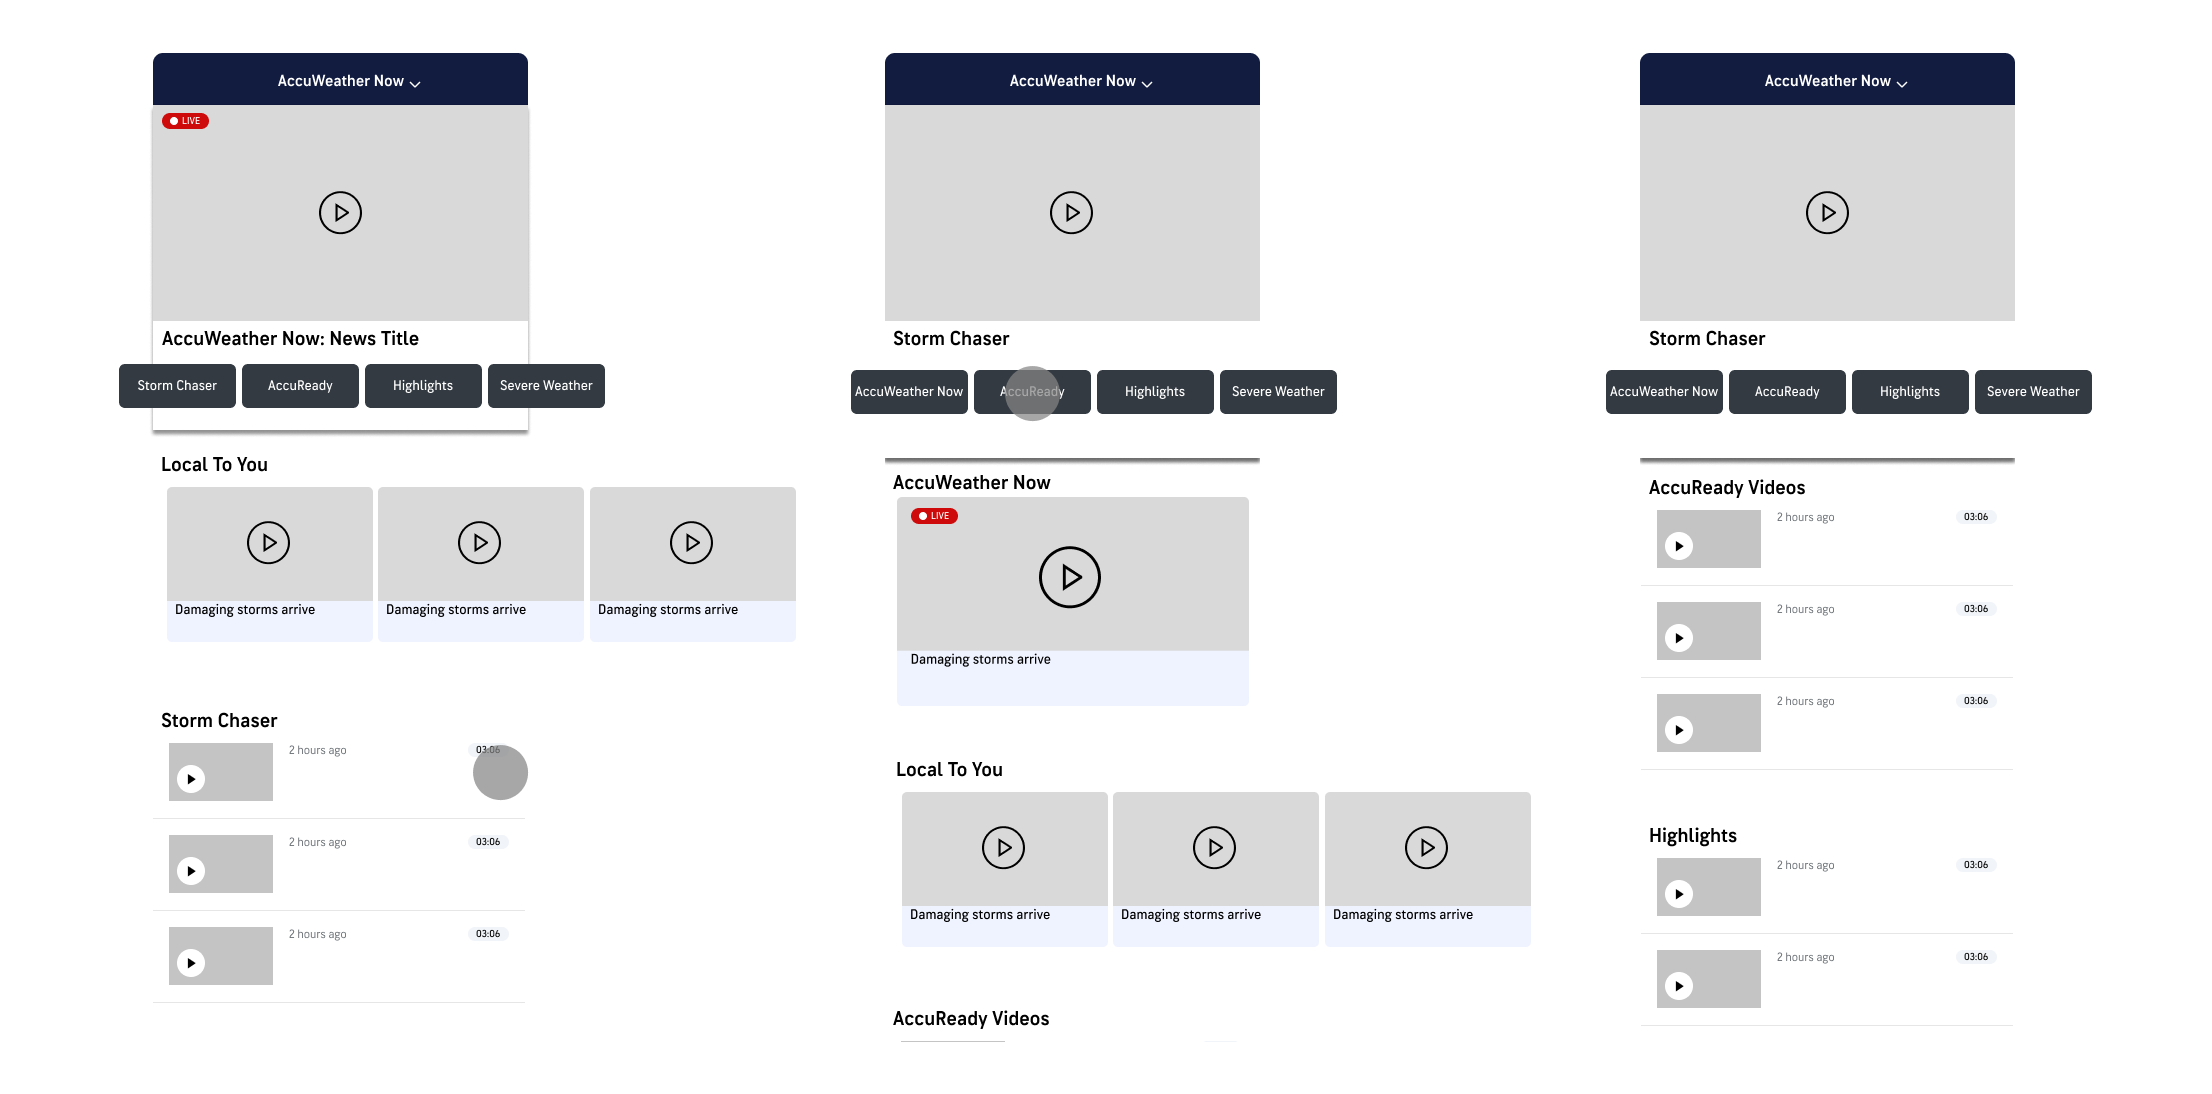 AccuWeather Now
LIVE
AccuWeather Now: News Title
Storm Chaser
AccuReady
Highlights
Severe Weather
Local To You
Damaging storms arrive
Damaging storms arrive
Damaging storms arrive
Storm Chaser
2 hours ago
03:06
2 hours ago
03:06
2 hours ago
03:06
AccuWeather Now
Storm Chaser
AccuWeather Now
AccuReady
Highlights
Severe Weather
AccuWeather Now
LIVE
Damaging storms arrive
Local To You
Damaging storms arrive
Damaging storms arrive
Damaging storms arrive
AccuReady Videos
AccuWeather Now
Storm Chaser
AccuWeather Now
AccuReady
Highlights
Severe Weather
AccuReady Videos
2 hours ago
03:06
2 hours ago
03:06
2 hours ago
03:06
Highlights
2 hours ago
03:06
2 hours ago
03:06